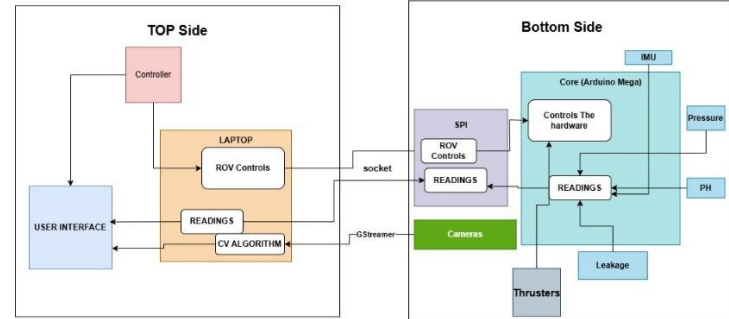 TOP Side
Controller
LAPTOP
ROV Controls
READINGS
CV ALGORITHM
USER INTERFACE
socket
GStreamer
Bottom Side
SPI
ROV
Controls
READINGS
Cameras
IMU
Core (Arduino Mega)
Controls The
hardware
READINGS
Pressure
PH
Leakage
Thrusters